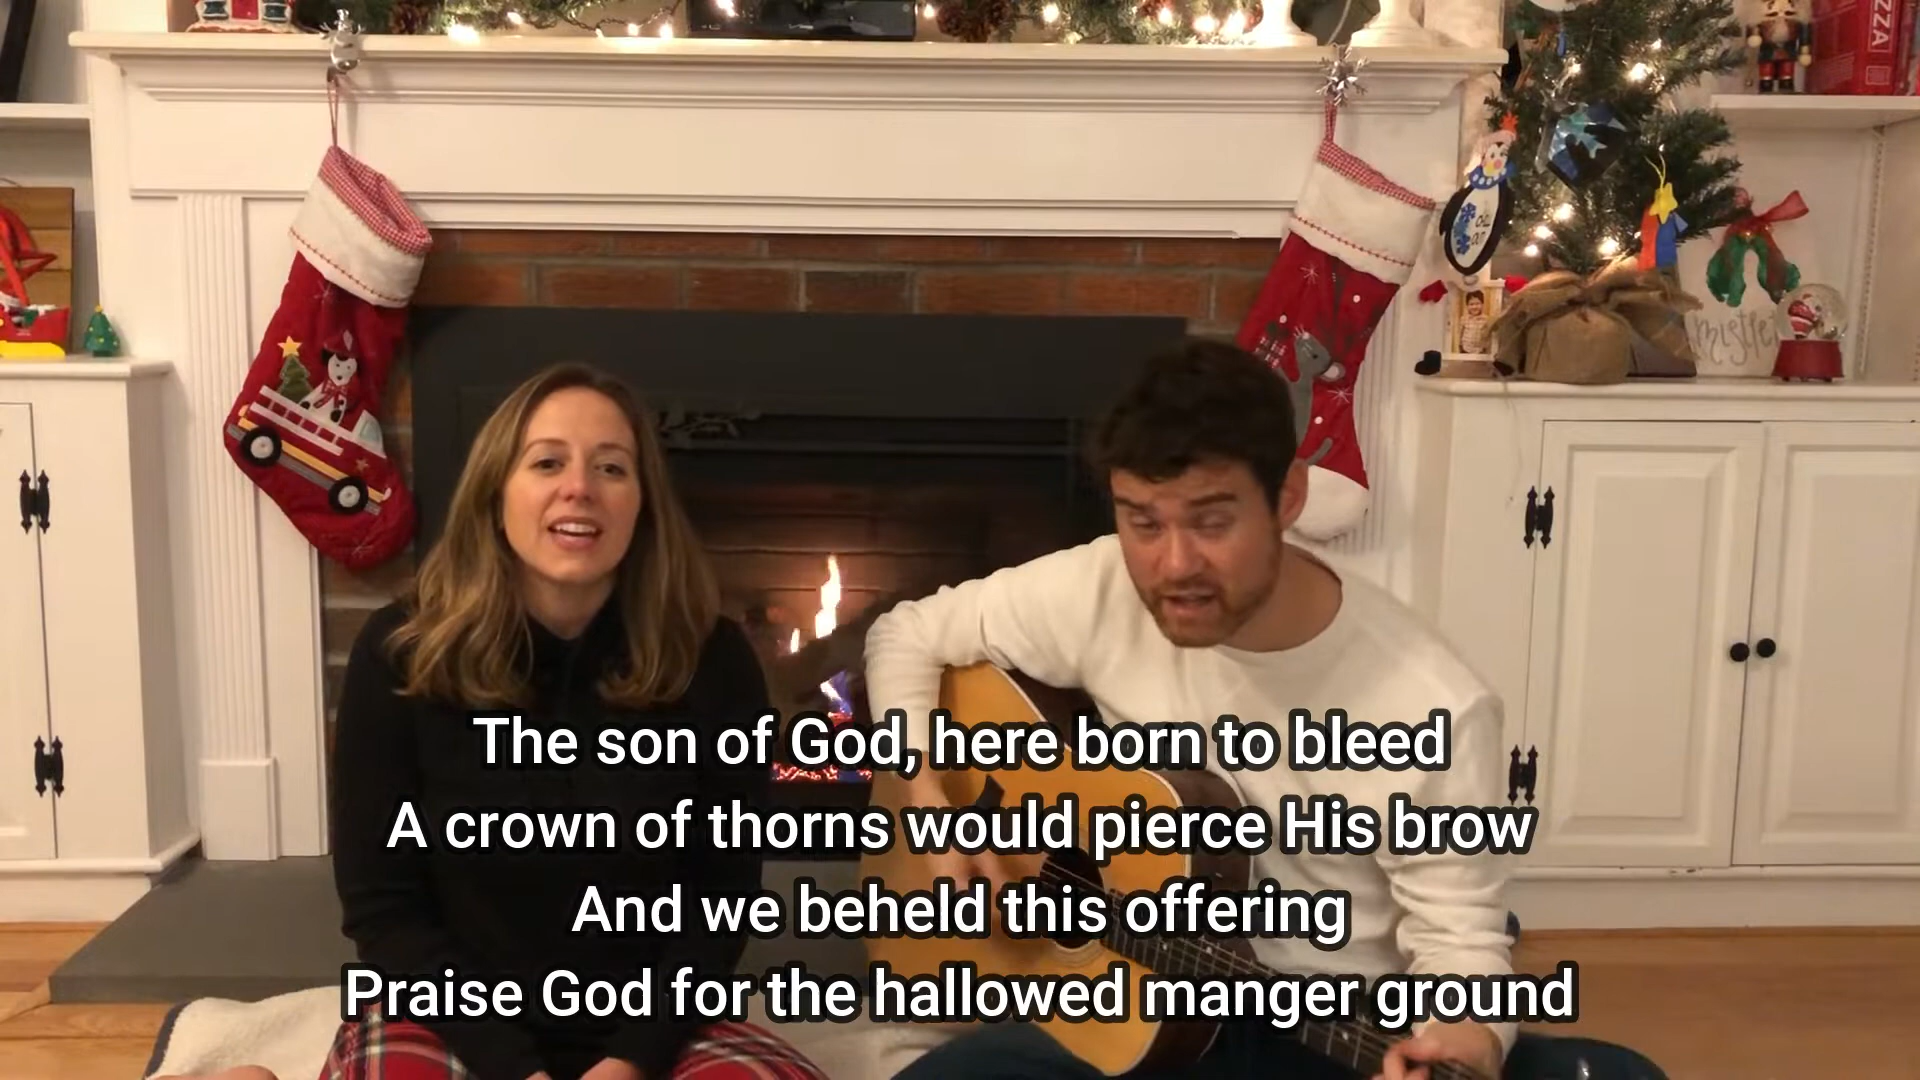 ZZA
The son of God, here born to bleed
A crown of thorns would pierce His brow
And we beheld this offering
Praise God for the hallowed manger ground